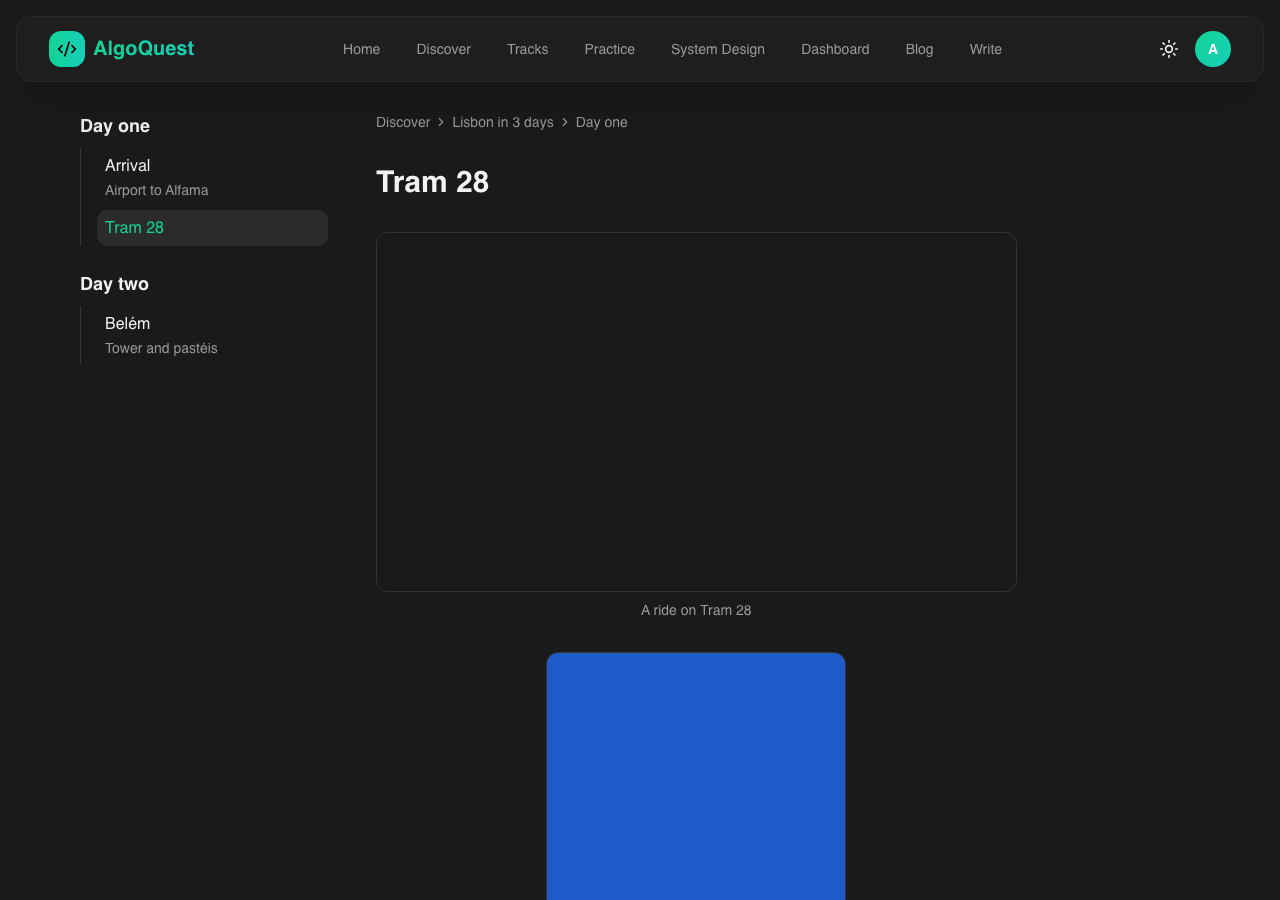 AlgoQuest
Home
Discover
Tracks
Practice
System Design
Dashboard
Blog
Write
A
Day one
Arrival
Airport to Alfama
Tram 28
Day two
Belém
Tower and pastéis
Discover > Lisbon in 3 days > Day one
Tram 28
A ride on Tram 28